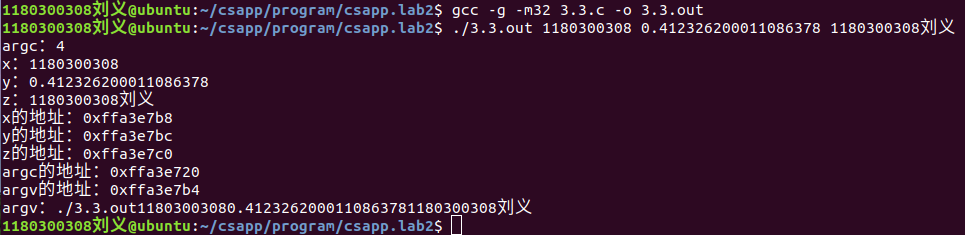 1180300308刘义@ubuntu:~/csapp/program/csapp.lab2$ gcc -g -m32 3.3.c -o 3.3.out
1180300308刘义@ubuntu:~/csapp/program/csapp.lab2$ ./3.3.out 1180300308 0.412326200011086378 1180300308刘义
argc: 4
x: 1180300308
y: 0.412326200011086378
z: 1180300308刘义
x的地址: 0xffa3e7b8
y的地址: 0xffa3e7bc
z的地址: 0xffa3e7c0
argc的地址: 0xffa3e720
argv的地址: 0xffa3e7b4
argv: ./3.3.out11803003080.4123262000110863781180300308刘义
1180300308刘义@ubuntu:~/csapp/program/csapp.lab2$